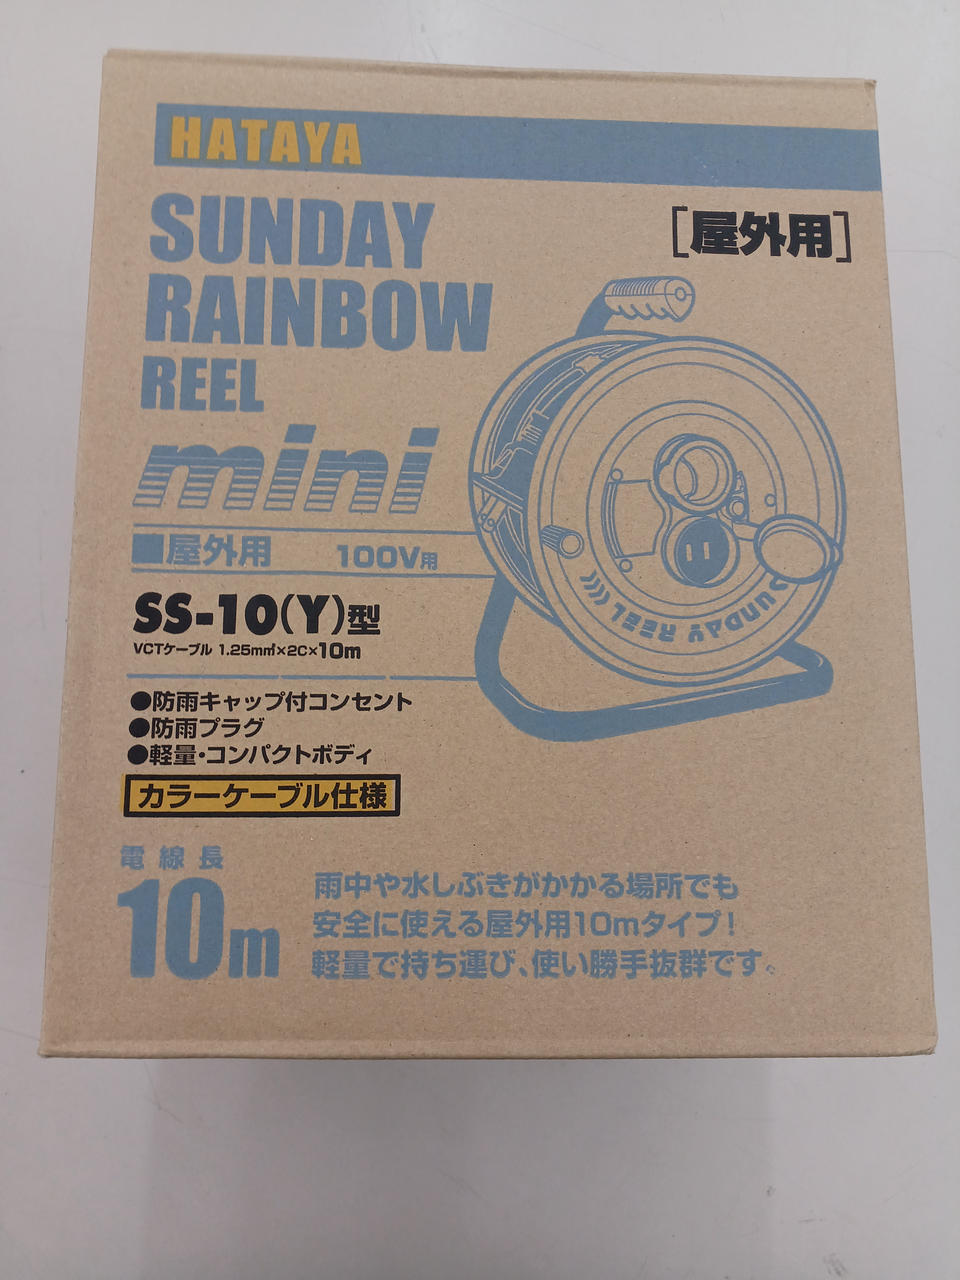 HATAYA
SUNDAY
RAINBOW
REEL
mini
[屋外用]
SUNDAY REEL
■屋外用 100V用
SS-10(Y)型
VCTケーブル 1.25mm²×2C×10m
●防雨キャップ付コンセント
●防雨プラグ
●軽量・コンパクトボディ
カラーケーブル仕様
電線長
10m
雨中や水しぶきがかかる場所でも
安全に使える屋外用10mタイプ!
軽量で持ち運び、使い勝手抜群です。